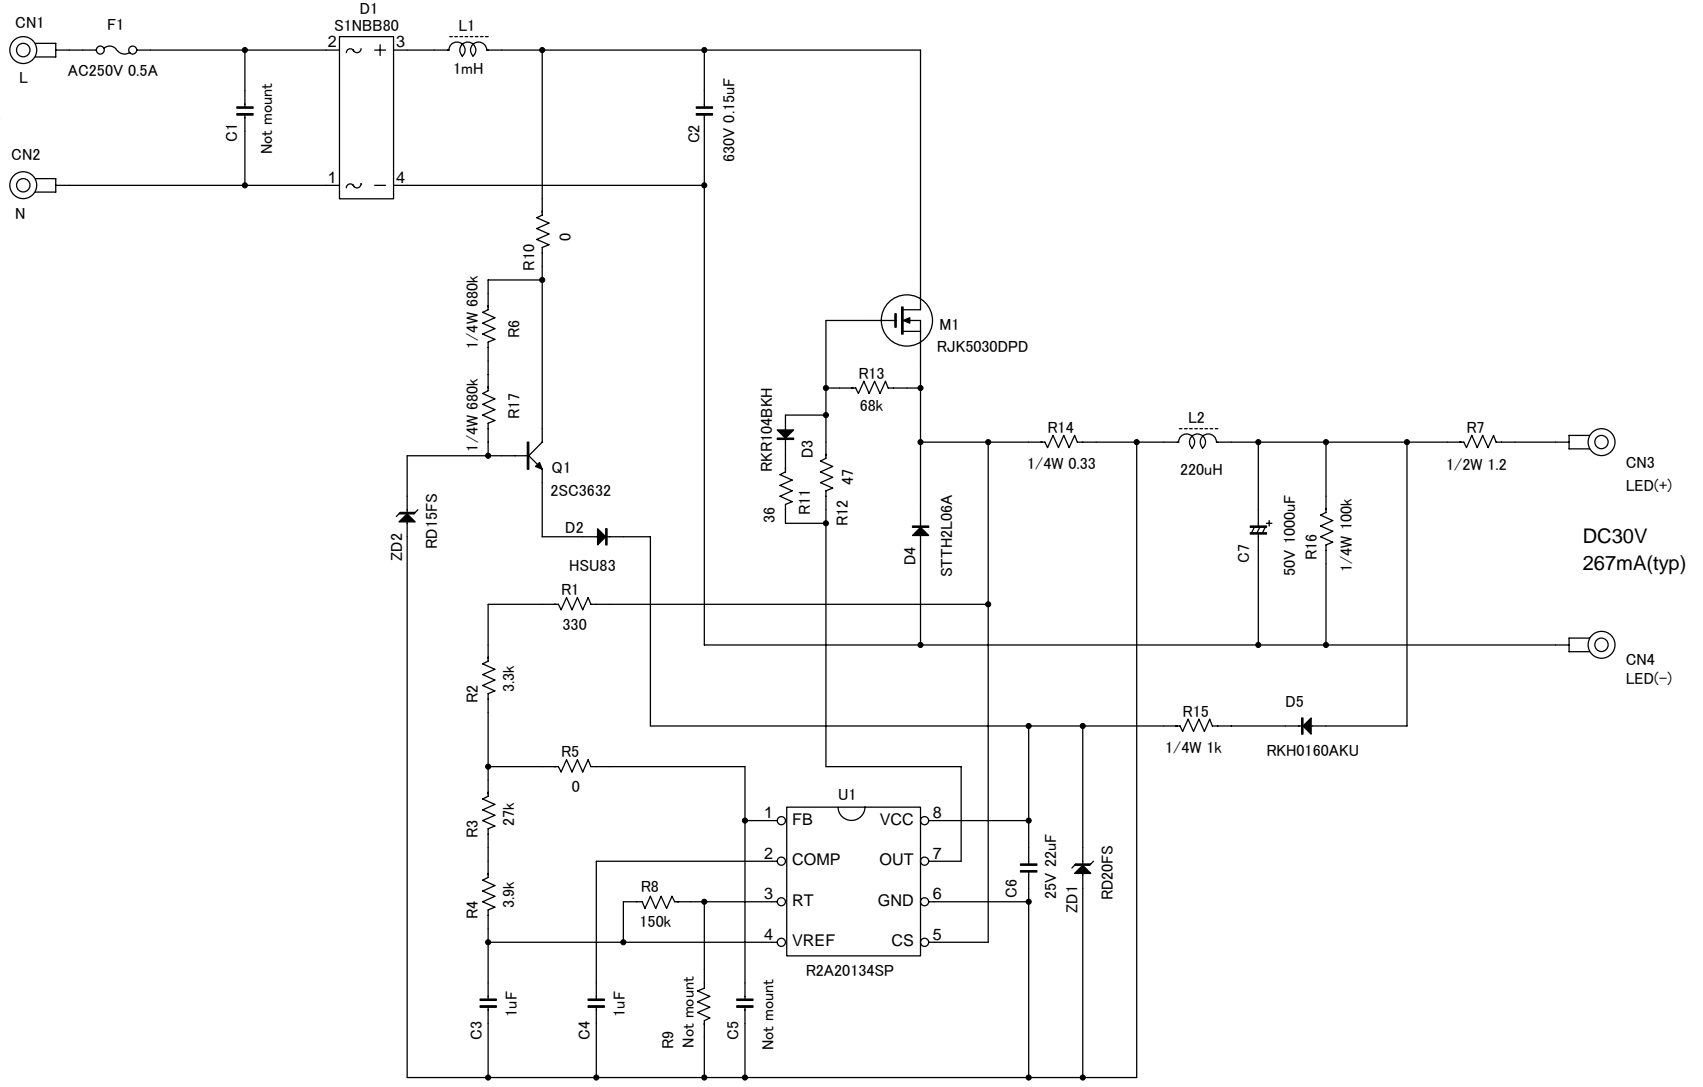 CN1
F1
L
AC250V 0.5A
D1
S1NBB80
L1
1mH
2
3
~ +
C1
Not mount
C2
630V 0.15uF
CN2
N
1
4
~ −
R10
0
1/4W 680k
R6
1/4W 680k
R17
Q1
2SC3632
M1
RJK5030DPD
R13
68k
RKR104BKH
D3
36
R11
47
R12
R14
1/4W 0.33
L2
220uH
R7
1/2W 1.2
CN3
LED(+)
ZD2
RD15FS
D2
HSU83
D4
STTH2L06A
C7
+
50V 1000uF
R16
1/4W 100k
DC30V
267mA(typ)
R1
330
CN4
LED(-)
R2
3.3k
R15
1/4W 1k
D5
RKH0160AKU
R5
0
U1
R3
27k
1
FB
VCC
8
2
COMP
OUT
7
3
RT
GND
6
4
VREF
CS
5
R2A20134SP
R4
3.9k
R8
150k
C6
25V 22uF
ZD1
RD20FS
C3
1uF
C4
1uF
R9
Not mount
C5
Not mount